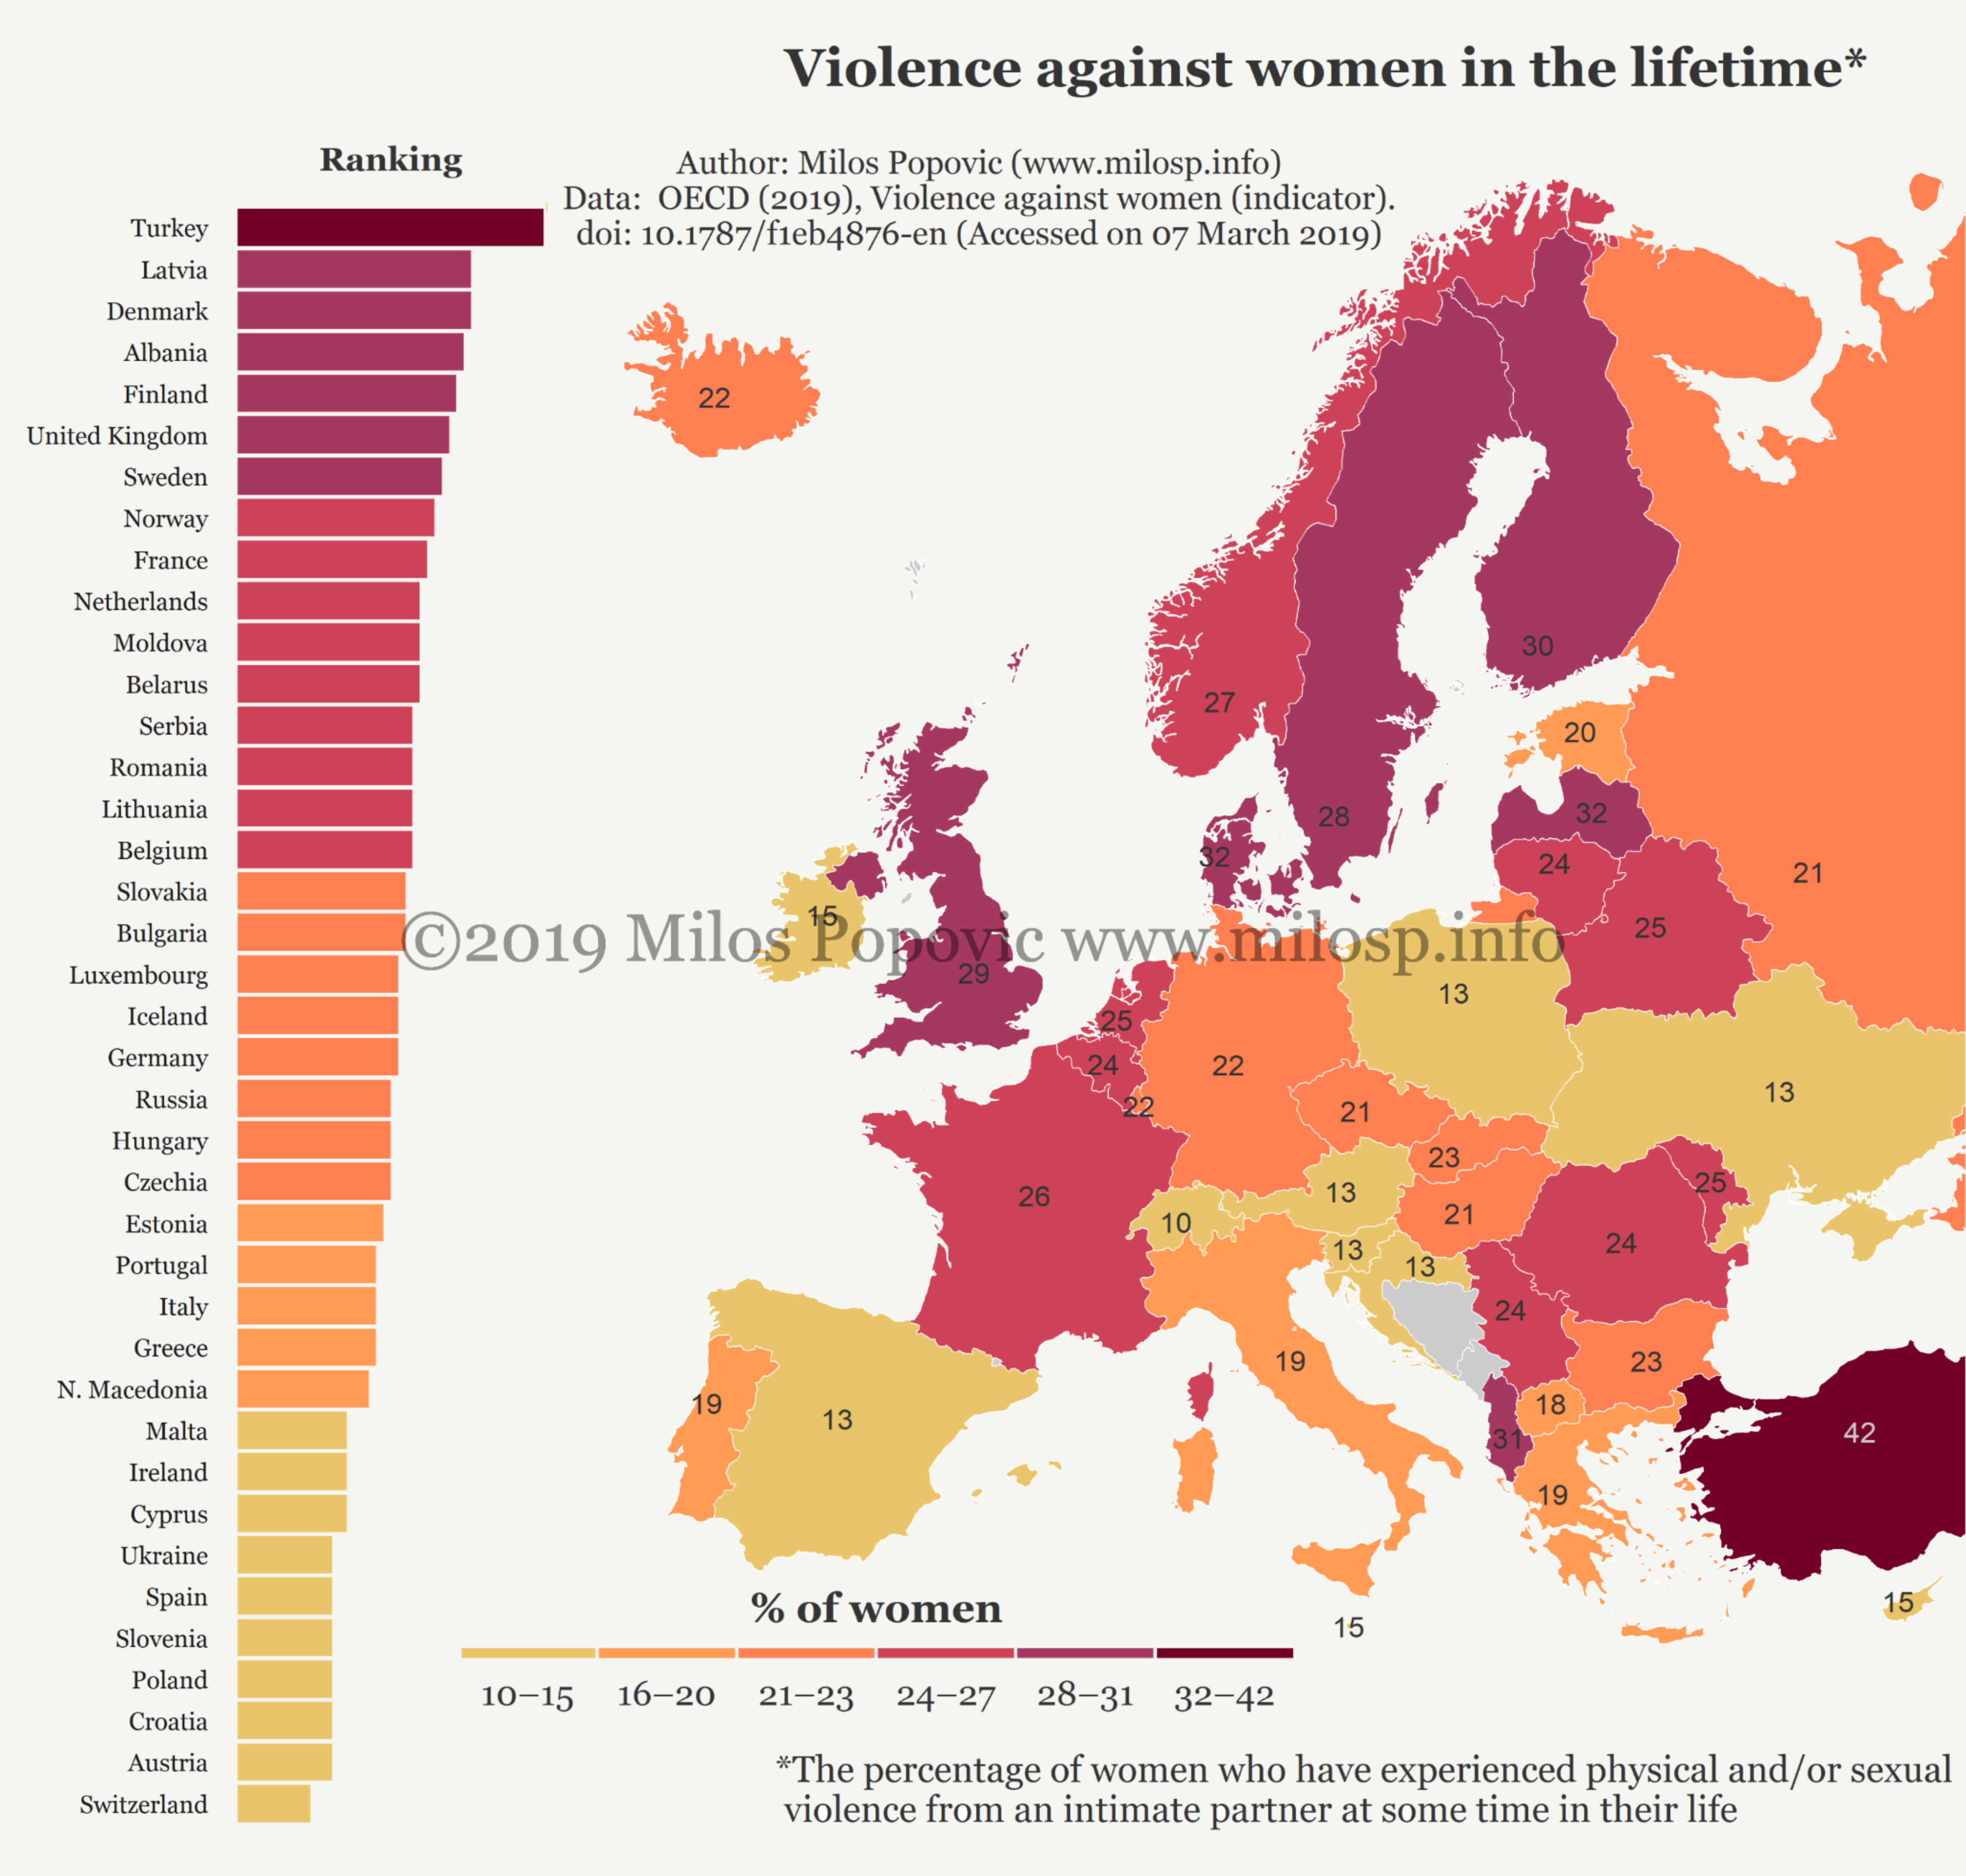 Violence against women in the lifetime*
Ranking
Author: Milos Popovic (www.milosp.info)
Data:  OECD (2019), Violence against women (indicator).
doi: 10.1787/f1eb4876-en (Accessed on 07 March 2019)
Turkey
Latvia
Denmark
Albania
Finland
United Kingdom
Sweden
Norway
France
Netherlands
Moldova
Belarus
Serbia
Romania
Lithuania
Belgium
Slovakia
Bulgaria
Luxembourg
Iceland
Germany
Russia
Hungary
Czechia
Estonia
Portugal
Italy
Greece
N. Macedonia
Malta
Ireland
Cyprus
Ukraine
Spain
Slovenia
Poland
Croatia
Austria
Switzerland
22
30
27
20
28
32
32
24
21
15
25
©2019 Milos Popovic www.milosp.info
29
13
25
24
22
13
22
21
23
25
13
26
10
21
13
13
24
24
19
23
19
13
18
42
31
19
15
15
% of women
10–15
16–20
21–23
24–27
28–31
32–42
*The percentage of women who have experienced physical and/or sexual
violence from an intimate partner at some time in their life